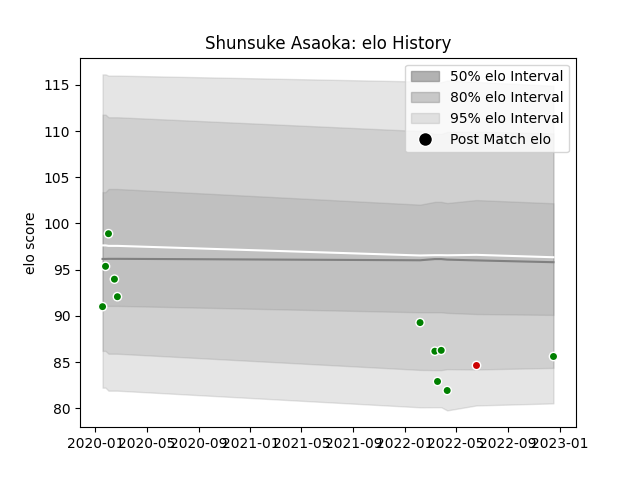 Shunsuke Asaoka: elo History
50% elo Interval
80% elo Interval
95% elo Interval
Post Match elo
elo score
115
110
105
100
95
90
85
80
2020-01 2020-05 2020-09 2021-01 2021-05 2021-09 2022-01 2022-05 2022-09 2023-01